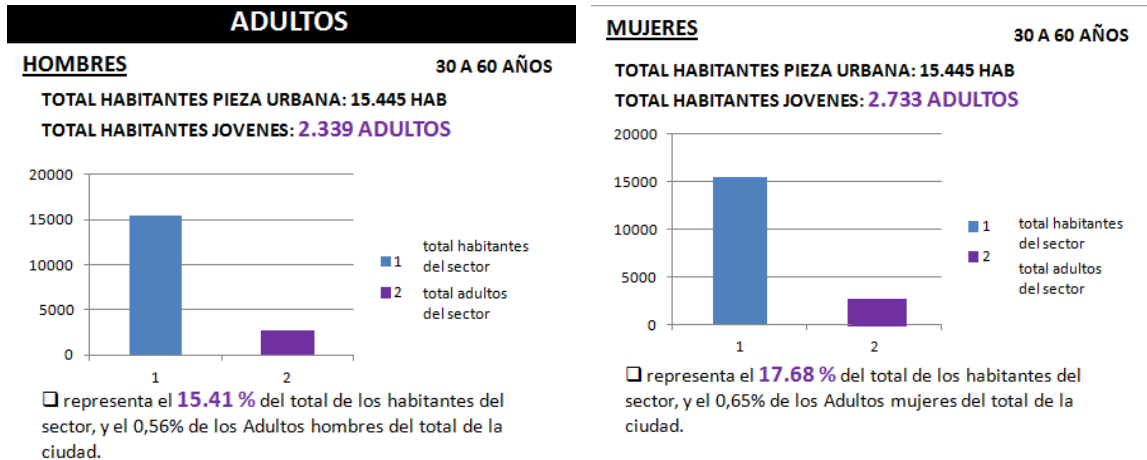 ADULTOS
HOMBRES
30 A 60 AÑOS
TOTAL HABITANTES PIEZA URBANA: 15.445 HAB
TOTAL HABITANTES JOVENES: 2.339 ADULTOS
20000
15000
10000
5000
0
1
2
1 total habitantes
del sector
2 total adultos
del sector
❑ representa el 15.41 % del total de los habitantes del
sector, y el 0,56% de los Adultos hombres del total de la
ciudad.
MUJERES
30 A 60 AÑOS
TOTAL HABITANTES PIEZA URBANA: 15.445 HAB
TOTAL HABITANTES JOVENES: 2.733 ADULTOS
20000
15000
10000
5000
0
1
2
1 total habitantes
del sector
2 total adultos
del sector
❑ representa el 17.68 % del total de los habitantes del
sector, y el 0,65% de los Adultos mujeres del total de la
ciudad.